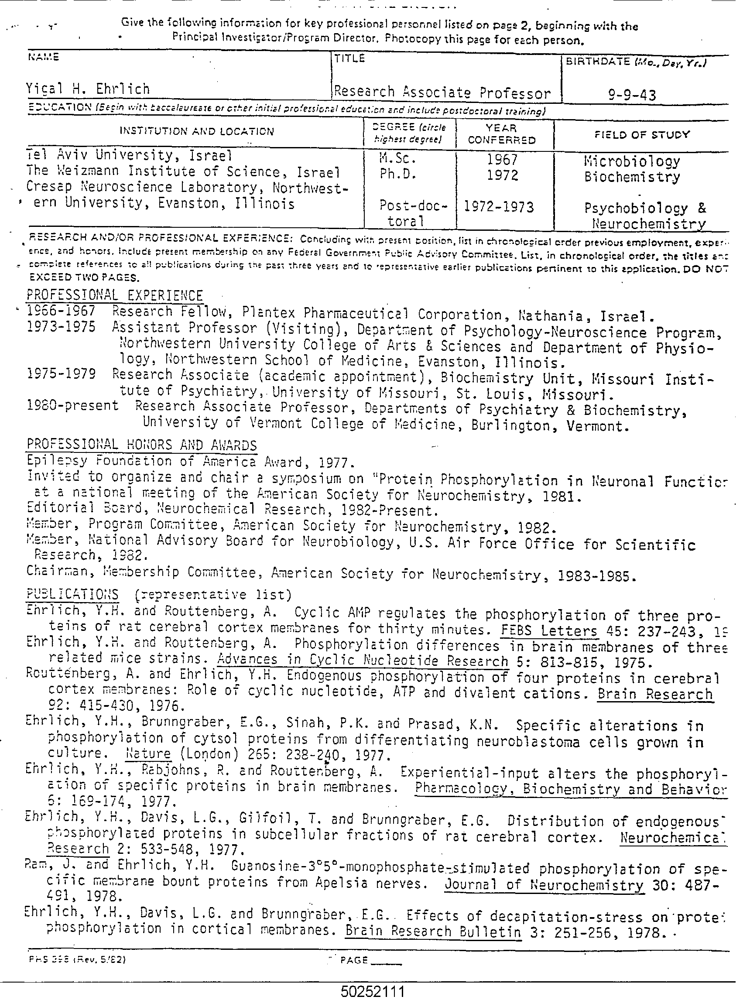 Give the following information for key professional personnel listed on page 2, beginning with the
Principal Investigator/Program Director. Photocopy this page for each person.
NAME
TITLE
BIRTHDATE (Mo., Day, Yr.)
Yigal H. Ehrlich
Research Associate Professor
9-9-43
EDUCATION (Begin with baccalaureate or other initial professional education and include postdoctoral training)
INSTITUTION AND LOCATION
DEGREE (circle highest degree)
YEAR CONFERRED
FIELD OF STUDY
Tel Aviv University, Israel M.Sc. 1967 Microbiology
The Weizmann Institute of Science, Israel Ph.D. 1972 Biochemistry
Cresap Neuroscience Laboratory, Northwest-
ern University, Evanston, Illinois Post-doc- 1972-1973 Psychobiology &
toral Neurochemistry
RESEARCH AND/OR PROFESSIONAL EXPERIENCE: Concluding with present position, list in chronological order previous employment, exper-
ence, and honors. Include present membership on any Federal Government Public Advisory Committee. List, in chronological order, the titles and
complete references to all publications during the past three years and to representative earlier publications pertinent to this application. DO NOT
EXCEED TWO PAGES.
PROFESSIONAL EXPERIENCE
1966-1967 Research Fellow, Plantex Pharmaceutical Corporation, Nathania, Israel.
1973-1975 Assistant Professor (Visiting), Department of Psychology-Neuroscience Program,
Northwestern University College of Arts & Sciences and Department of Physio-
logy, Northwestern School of Medicine, Evanston, Illinois.
1975-1979 Research Associate (academic appointment), Biochemistry Unit, Missouri Insti-
tute of Psychiatry, University of Missouri, St. Louis, Missouri.
1980-present Research Associate Professor, Departments of Psychiatry & Biochemistry,
University of Vermont College of Medicine, Burlington, Vermont.
PROFESSIONAL HONORS AND AWARDS
Epilepsy Foundation of America Award, 1977.
Invited to organize and chair a symposium on "Protein Phosphorylation in Neuronal Function
at a national meeting of the American Society for Neurochemistry, 1981.
Editorial Board, Neurochemical Research, 1982-Present.
Member, Program Committee, American Society for Neurochemistry, 1982.
Member, National Advisory Board for Neurobiology, U.S. Air Force Office for Scientific
Research, 1982.
Chairman, Membership Committee, American Society for Neurochemistry, 1983-1985.
PUBLICATIONS (representative list)
Ehrlich, Y.H. and Routtenberg, A. Cyclic AMP regulates the phosphorylation of three pro-
teins of rat cerebral cortex membranes for thirty minutes. FEBS Letters 45: 237-243, 19
Ehrlich, Y.H. and Routtenberg, A. Phosphorylation differences in brain membranes of three
related mice strains. Advances in Cyclic Nucleotide Research 5: 813-815, 1975.
Routtenberg, A. and Ehrlich, Y.H. Endogenous phosphorylation of four proteins in cerebral
cortex membranes: Role of cyclic nucleotide, ATP and divalent cations. Brain Research
92: 415-430, 1976.
Ehrlich, Y.H., Brunngraber, E.G., Sinah, P.K. and Prasad, K.N. Specific alterations in
phosphorylation of cytsol proteins from differentiating neuroblastoma cells grown in
culture. Nature (London) 265: 238-240, 1977.
Ehrlich, Y.H., Rabjohns, R. and Routtenberg, A. Experiential-input alters the phosphoryl-
ation of specific proteins in brain membranes. Pharmacology, Biochemistry and Behavior
6: 169-174, 1977.
Ehrlich, Y.H., Davis, L.G., Gilfoil, T. and Brunngraber, E.G. Distribution of endogenous
phosphorylated proteins in subcellular fractions of rat cerebral cortex. Neurochemical
Research 2: 533-548, 1977.
Ram, J. and Ehrlich, Y.H. Guanosine-3°5°-monophosphate-stimulated phosphorylation of spe-
cific membrane bount proteins from Apelsia nerves. Journal of Neurochemistry 30: 487-
491, 1978.
Ehrlich, Y.H., Davis, L.G. and Brunngraber, E.G. Effects of decapitation-stress on protei
phosphorylation in cortical membranes. Brain Research Bulletin 3: 251-256, 1978.
PHS 398 (Rev. 5/82)
PAGE
50252111